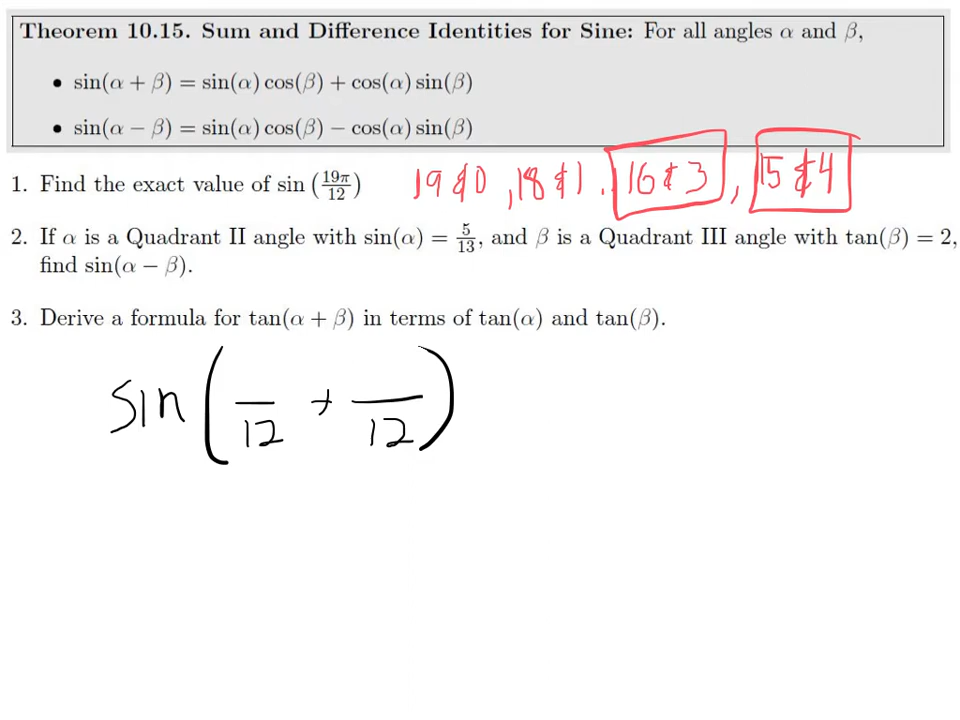 Theorem 10.15. Sum and Difference Identities for Sine: For all angles α and β,
• sin(α + β) = sin(α) cos(β) + cos(α) sin(β)
• sin(α − β) = sin(α) cos(β) − cos(α) sin(β)
1. Find the exact value of sin (19π/12) 19 & 0 , 18 & 1 . . 16 & 3 , 15 & 4
2. If α is a Quadrant II angle with sin(α) = 5/13, and β is a Quadrant III angle with tan(β) = 2,
find sin(α − β).
3. Derive a formula for tan(α + β) in terms of tan(α) and tan(β).
sin ( /12 + /12 )